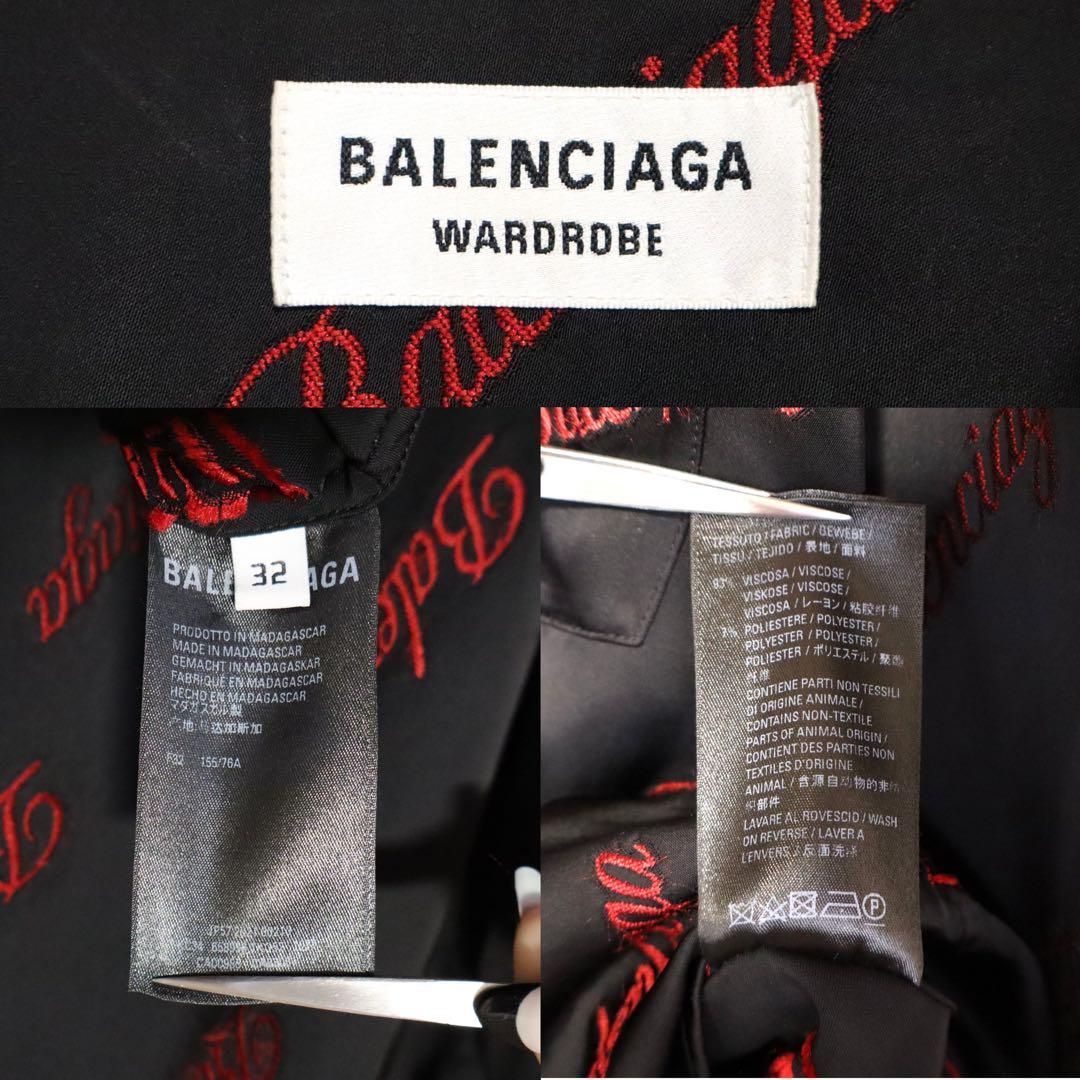 BALENCIAGA
WARDROBE
32
PRODOTTO IN MADAGASCAR
MADE IN MADAGASCAR
GEMACHT IN MADAGASKAR
FABRIQUÉ EN MADAGASCAR
HECHO EN MADAGASCAR
マダガスカル製
F32 155/76A
TESSUTO / FABRIC / GEWEBE /
TISSU / TEJIDO / 表地 / 面料
93% VISCOSA / VISCOSE /
VISKOSE / VISCOSE /
VISCOSA / レーヨン / 粘胶纤维
7% POLIESTERE / POLYESTER /
POLYESTER / POLYESTER /
POLIESTER / ポリエステル / 聚酯
纤维
CONTIENE PARTI NON TESSILI
DI ORIGINE ANIMALE /
CONTAINS NON-TEXTILE
PARTS OF ANIMAL ORIGIN /
CONTIENT DES PARTIES NON
TEXTILES D'ORIGINE
ANIMAL / 含源自动物的非纺
织部件
LAVARE AL ROVESCIO / WASH
ON REVERSE / LAVER A
L'ENVERS / 反面洗涤
P